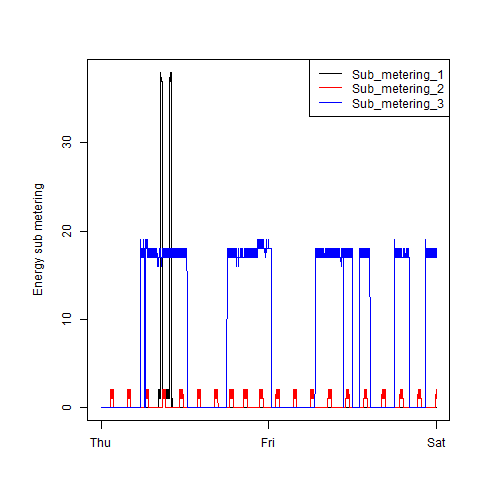 Sub_metering_1
Sub_metering_2
Sub_metering_3
Energy sub metering
30
20
10
0
Thu
Fri
Sat